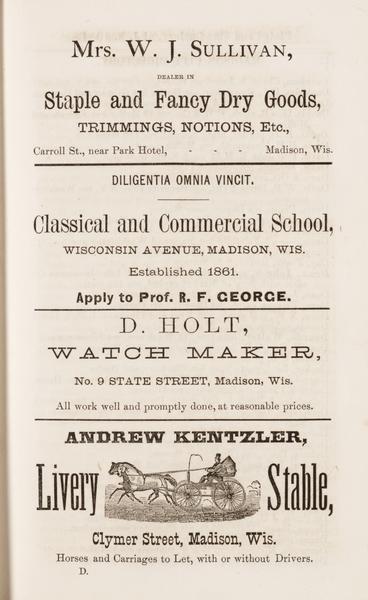 Mrs. W. J. Sullivan,
DEALER IN
Staple and Fancy Dry Goods,
TRIMMINGS, NOTIONS, Etc.,
Carroll St., near Park Hotel, - - - Madison, Wis.
DILIGENTIA OMNIA VINCIT.
Classical and Commercial School,
WISCONSIN AVENUE, MADISON, WIS.
Established 1861.
Apply to Prof. R. F. GEORGE.
D. HOLT,
WATCH MAKER,
No. 9 STATE STREET, Madison, Wis.
All work well and promptly done, at reasonable prices.
ANDREW KENTZLER,
Livery Stable,
Clymer Street, Madison, Wis.
Horses and Carriages to Let, with or without Drivers.
D.